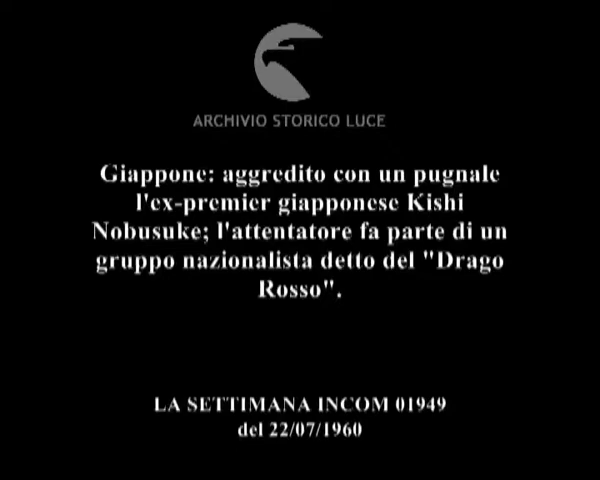 ARCHIVIO STORICO LUCE
Giappone: aggredito con un pugnale
l'ex-premier giapponese Kishi
Nobusuke; l'attentatore fa parte di un
gruppo nazionalista detto del "Drago
Rosso".
LA SETTIMANA INCOM 01949
del 22/07/1960